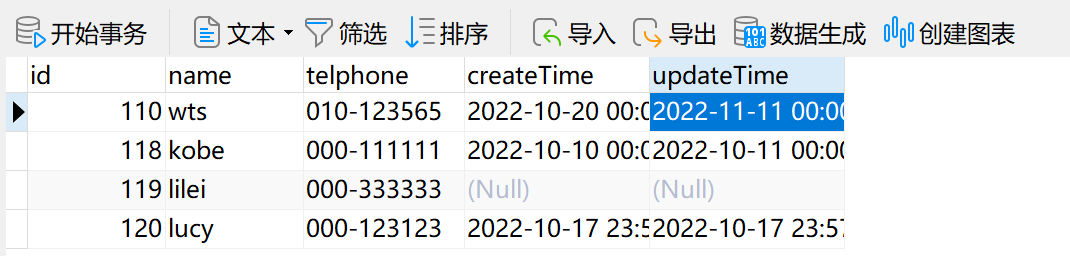 开始事务 文本 筛选 排序 导入 导出 数据生成 创建图表
id name telphone createTime updateTime
110 wts 010-123565 2022-10-20 00:0 2022-11-11 00:00
118 kobe 000-111111 2022-10-10 00:0 2022-10-11 00:00
119 lilei 000-333333 (Null) (Null)
120 lucy 000-123123 2022-10-17 23:5 2022-10-17 23:57